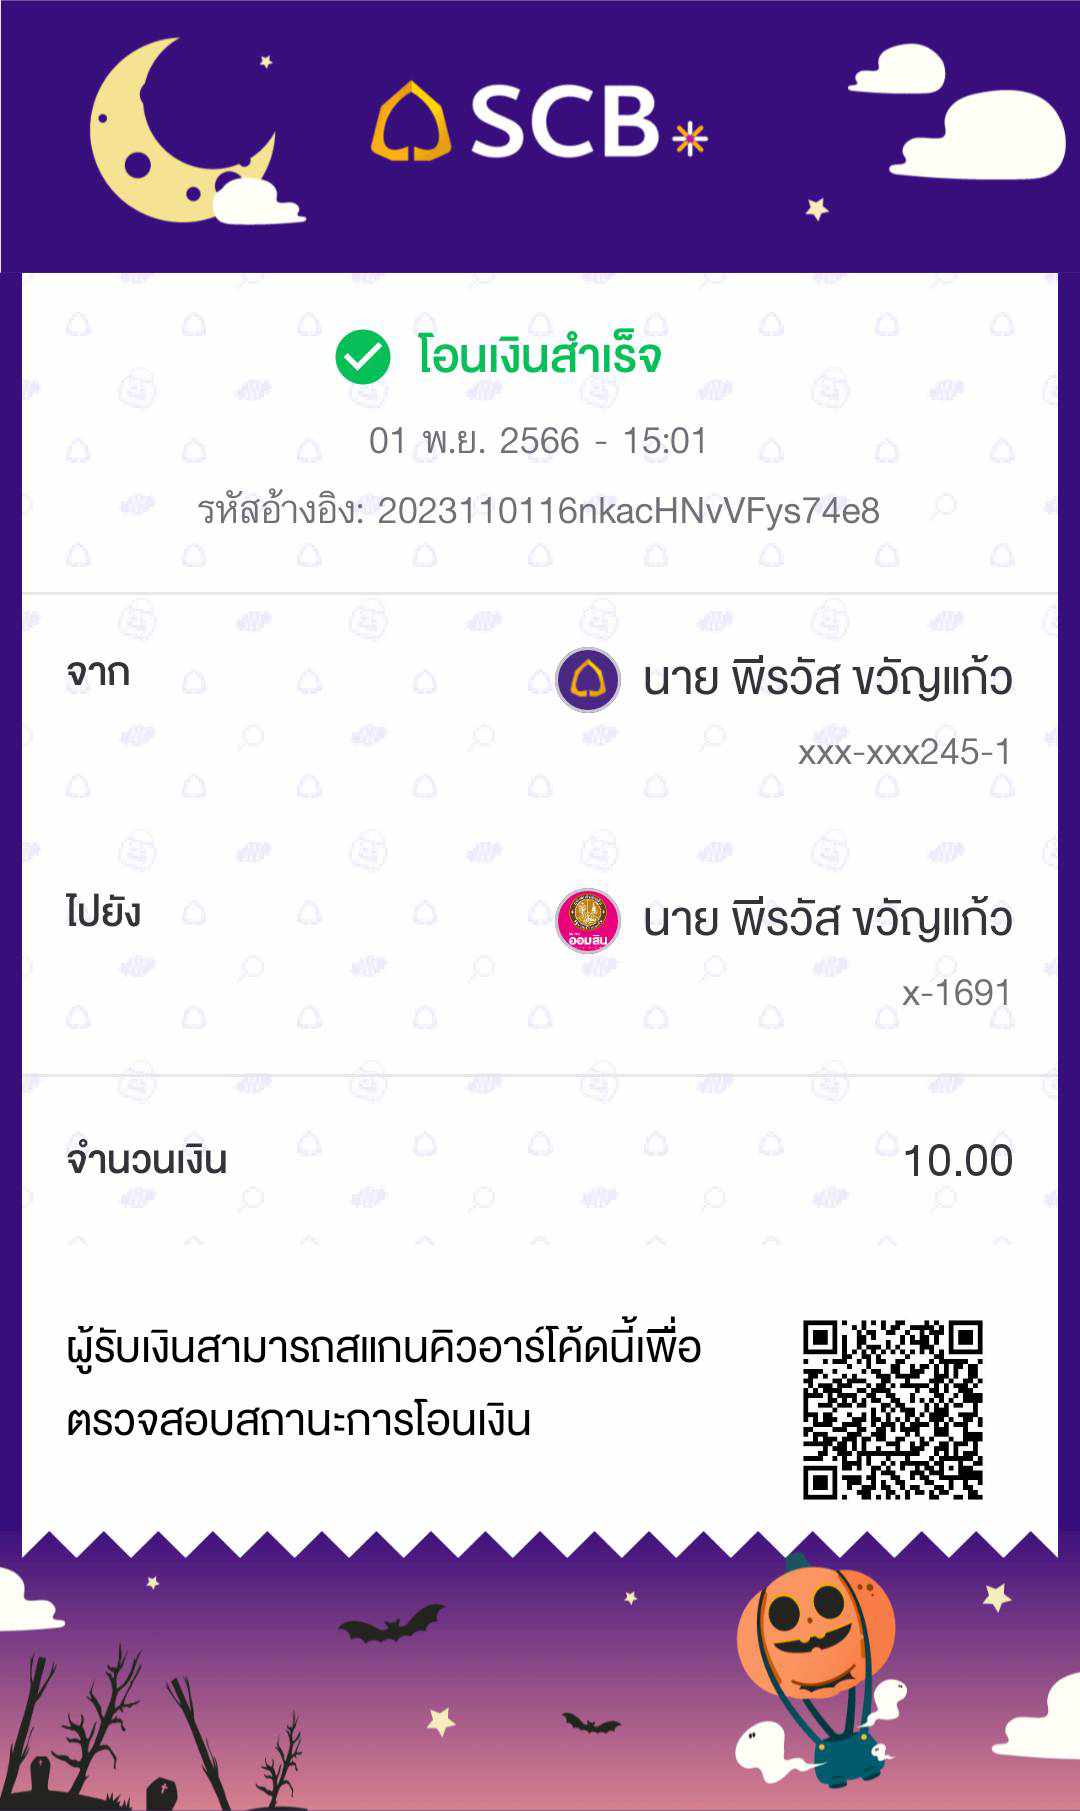 SCB
โอนเงินสำเร็จ
01 พ.ย. 2566 - 15:01
รหัสอ้างอิง: 2023110116nkacHNvVFys74e8
จาก
นาย พีรวัส ขวัญแก้ว
xxx-xxx245-1
ไปยัง
ออมสิน
นาย พีรวัส ขวัญแก้ว
x-1691
จำนวนเงิน
10.00
ผู้รับเงินสามารถสแกนคิวอาร์โค้ดนี้เพื่อ
ตรวจสอบสถานะการโอนเงิน